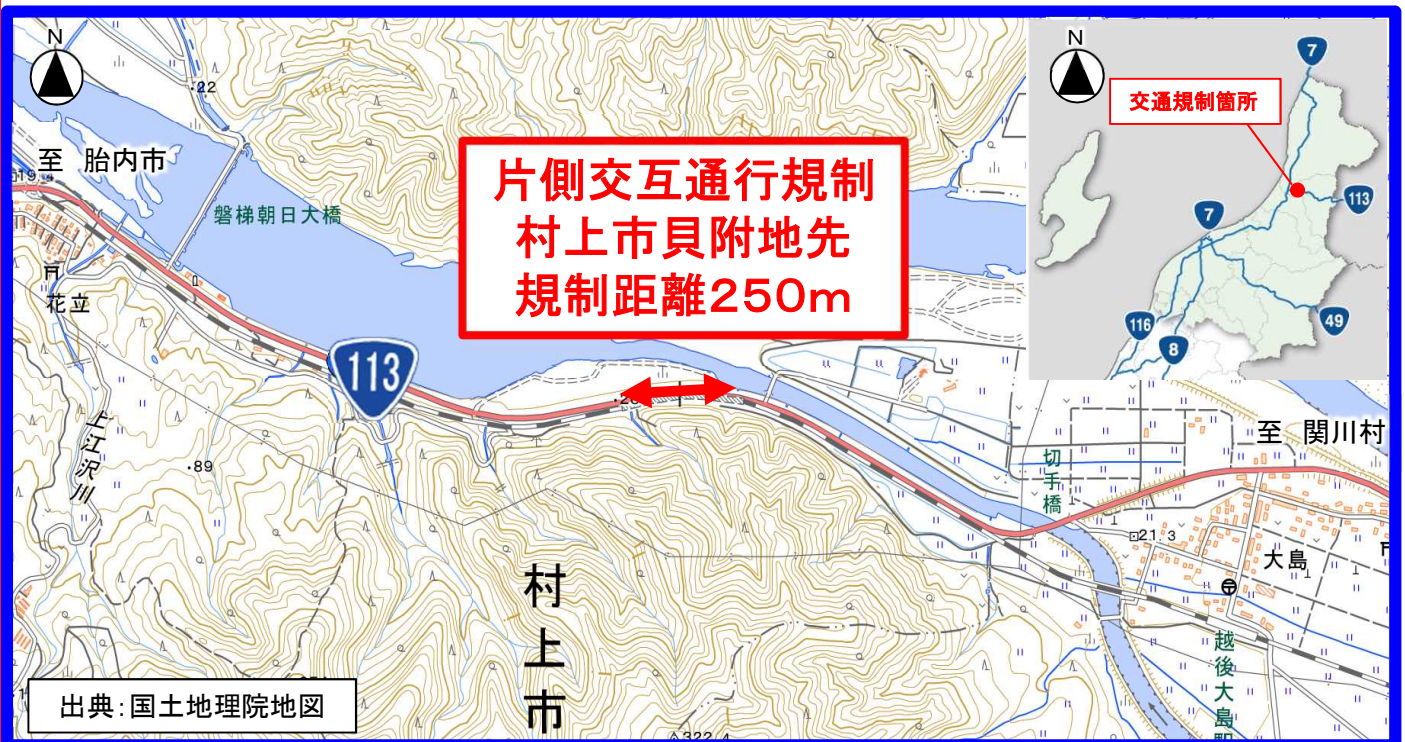 N
22
至 胎内市
19.4
磐梯朝日大橋
花立
上江沢川
113
89
片側交互通行規制
村上市貝附地先
規制距離250m
N
7
交通規制箇所
113
7
116
8
49
至 関川村
切手橋
21.3
大島
越後大島駅
村上市
322.4
出典:国土地理院地図